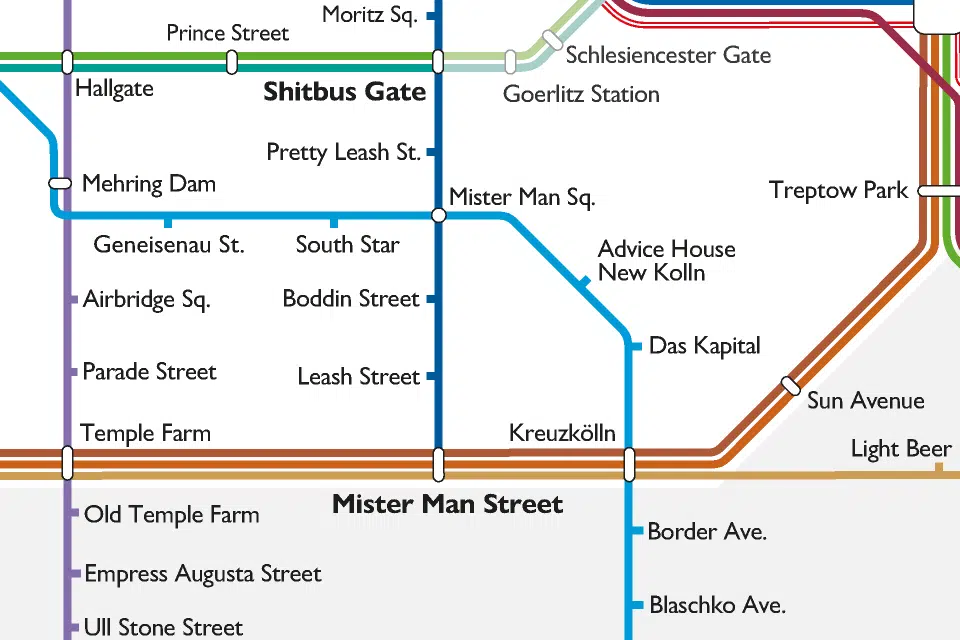 Moritz Sq.
Prince Street
Schlesiencester Gate
Hallgate
Shitbus Gate
Goerlitz Station
Pretty Leash St.
Mehring Dam
Mister Man Sq.
Treptow Park
Geneisenau St.
South Star
Advice House
New Kolln
Airbridge Sq.
Boddin Street
Das Kapital
Parade Street
Leash Street
Sun Avenue
Temple Farm
Kreuzkölln
Light Beer
Mister Man Street
Old Temple Farm
Border Ave.
Empress Augusta Street
Blaschko Ave.
Ull Stone Street